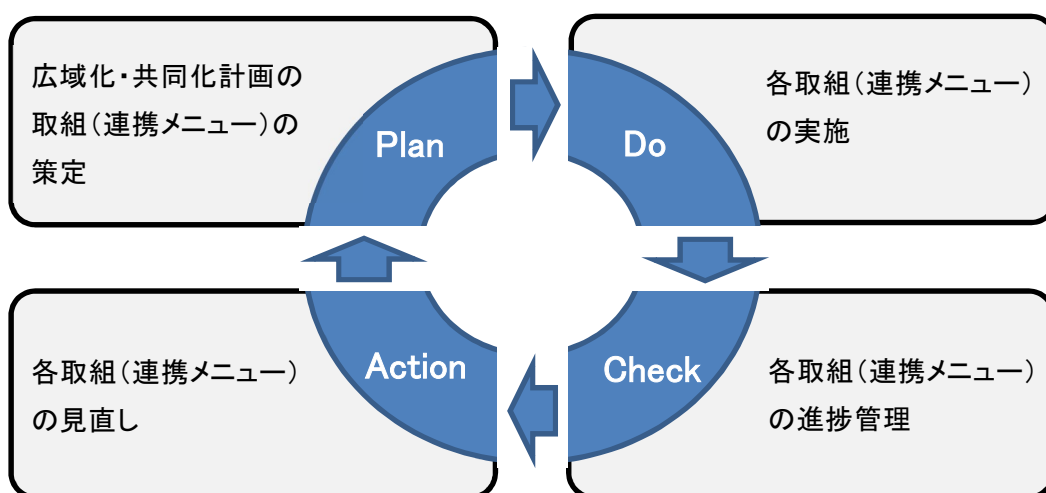 広域化・共同化計画の
取組（連携メニュー）の
策定
Plan
Do
各取組（連携メニュー）
の実施
各取組（連携メニュー）
の見直し
Action
Check
各取組（連携メニュー）
の進捗管理